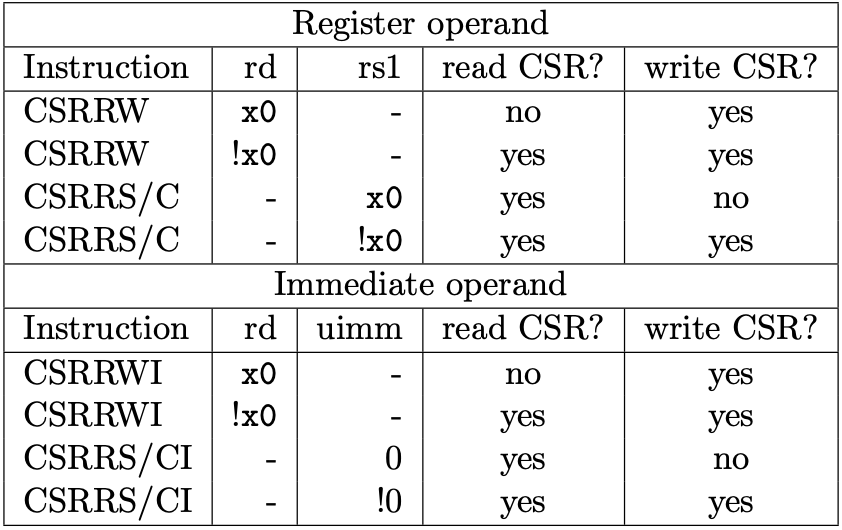 Register operand
Instruction rd rs1 read CSR? write CSR?
CSRRW x0 - no yes
CSRRW !x0 - yes yes
CSRRS/C - x0 yes no
CSRRS/C - !x0 yes yes
Immediate operand
Instruction rd uimm read CSR? write CSR?
CSRRWI x0 - no yes
CSRRWI !x0 - yes yes
CSRRS/CI - 0 yes no
CSRRS/CI - !0 yes yes